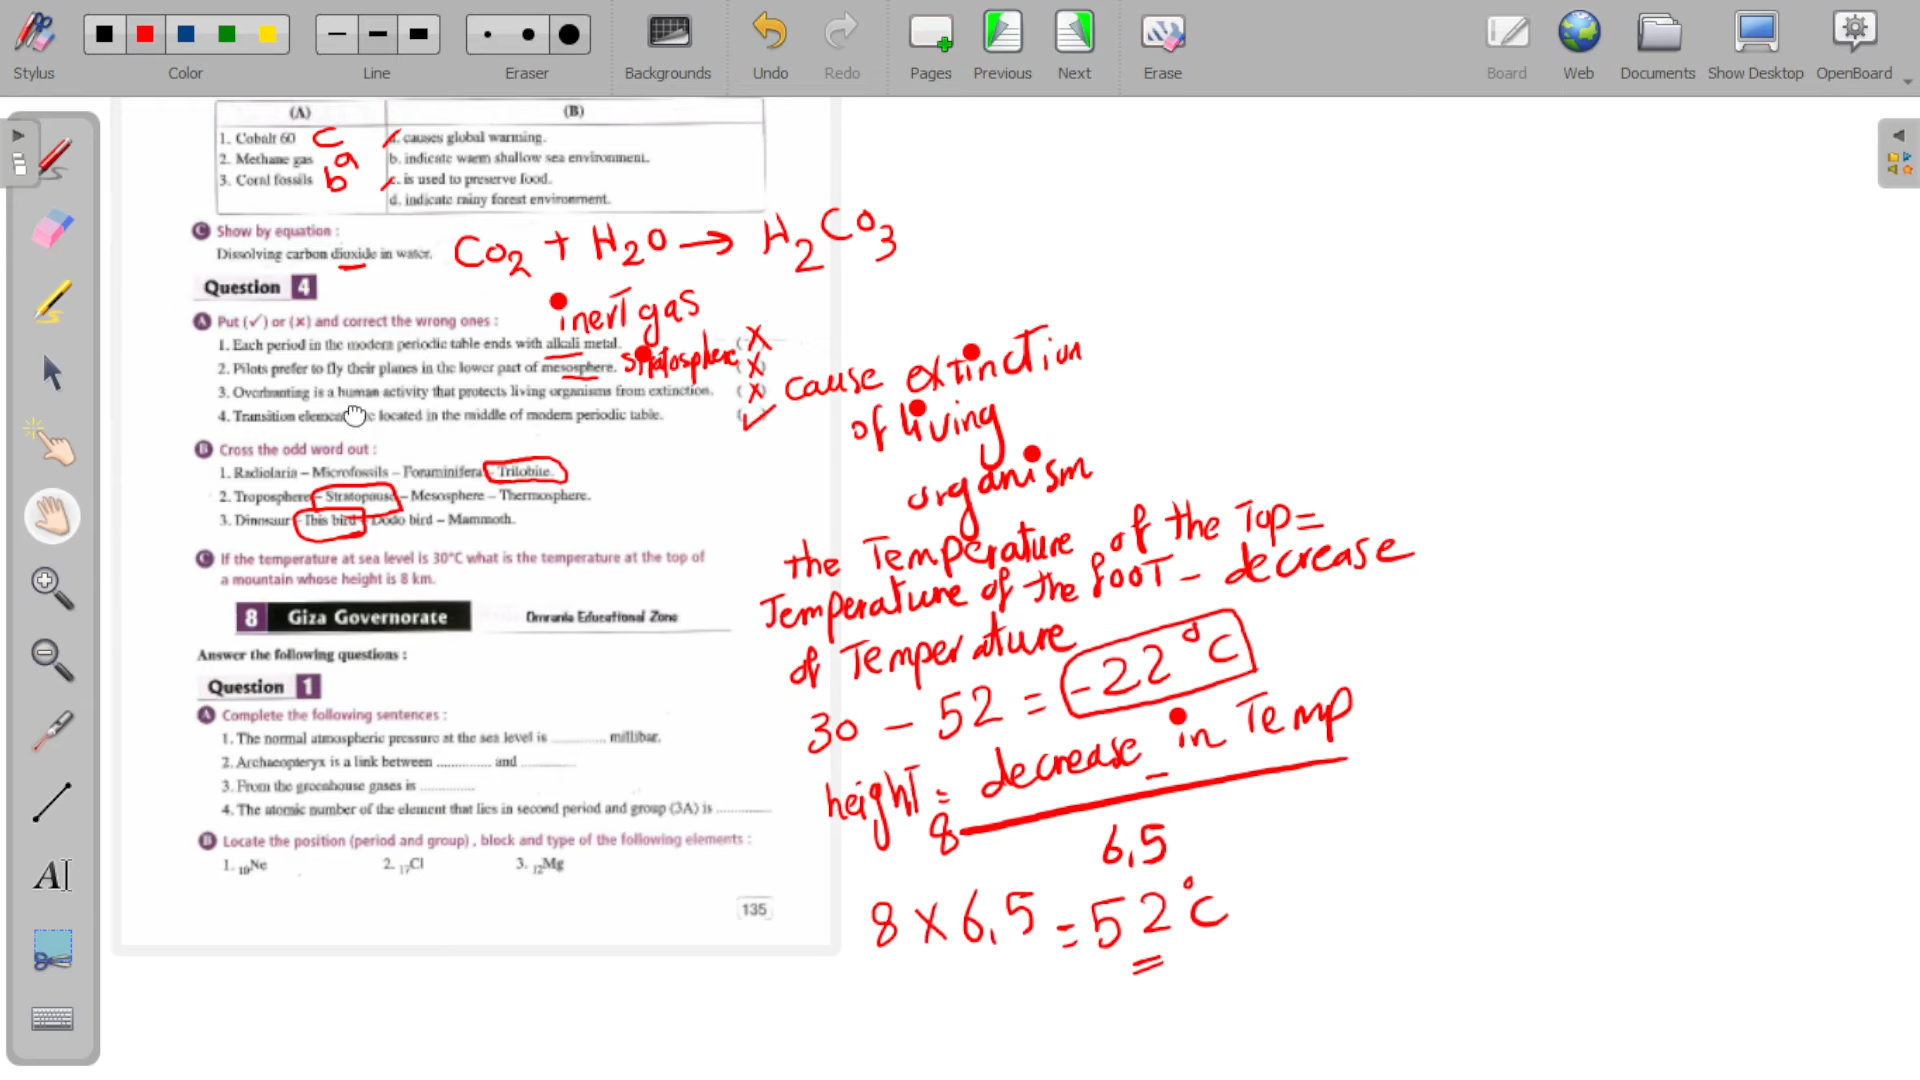 Stylus
Color
Line
Eraser
Backgrounds
Undo
Redo
Pages
Previous
Next
Erase
Board
Web
Documents
Show Desktop
OpenBoard
(A)
(B)
1. Cobalt 60 c
a. causes global warming.
2. Methane gas a
b. indicate warm shallow sea environment.
3. Coral fossils b
c. is used to preserve food.
d. indicate rainy forest environment.
C Show by equation :
Dissolving carbon dioxide in water.
Co2 + H2O → H2CO3
Question 4
inert gas
A Put (✓) or (×) and correct the wrong ones :
1. Each period in the modern periodic table ends with alkali metal. ( X
2. Pilots prefer to fly their planes in the lower part of mesosphere. stratosphere X )
3. Overhunting is a human activity that protects living organisms from extinction. ( X )
cause extinction
of living
organism
4. Transition elemen e located in the middle of modern periodic table. ( ✓
B Cross the odd word out :
1. Radiolaria – Microfossils – Foraminifera – Trilobite.
2. Troposphere – Stratopause – Mesosphere – Thermosphere.
3. Dinosaur – Ibis bird – Dodo bird – Mammoth.
C If the temperature at sea level is 30°C what is the temperature at the top of
a mountain whose height is 8 km.
the Temperature of the Top =
Temperature of the fooT – decrease
of Temperature
30 – 52 = -22°C
height = decrease in Temp
8
6,5
8 × 6,5 = 52°C
8 Giza Governorate
Omrania Educational Zone
Answer the following questions :
Question 1
A Complete the following sentences :
1. The normal atmospheric pressure at the sea level is .......... millibar.
2. Archaeopteryx is a link between .......... and ..........
3. From the greenhouse gases is ..........
4. The atomic number of the element that lies in second period and group (3A) is ..........
B Locate the position (period and group) , block and type of the following elements :
1. 10Ne
2. 17Cl
3. 12Mg
135
A